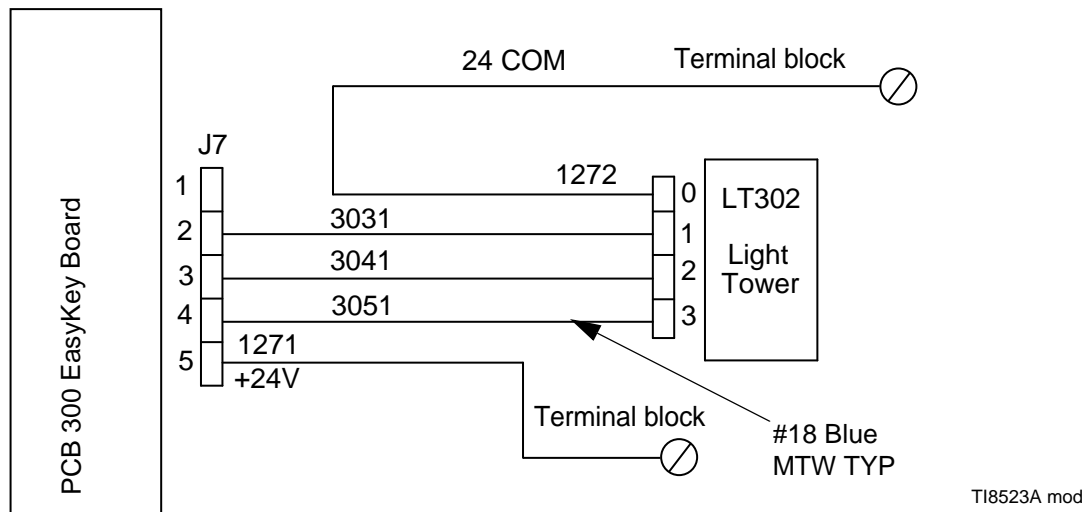 24 COM
Terminal block
J7
1
2
3
4
5
1272
3031
3041
3051
1271
+24V
0
1
2
3
LT302
Light
Tower
Terminal block
#18 Blue
MTW TYP
PCB 300 EasyKey Board
TI8523A mod